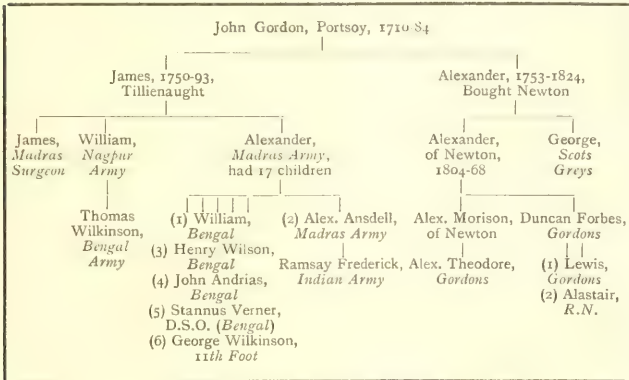 John Gordon, Portsoy, 1710-84
James, 1750-93,
Tillienaught
Alexander, 1753-1824,
Bought Newton
James,
Madras
Surgeon
William,
Nagpur
Army
Alexander,
Madras Army,
had 17 children
Alexander,
of Newton,
1804-68
George,
Scots
Greys
Thomas
Wilkinson,
Bengal
Army
(1) William,
Bengal
(3) Henry Wilson,
Bengal
(4) John Andrias,
Bengal
(5) Stannus Verner,
D.S.O. (Bengal)
(6) George Wilkinson,
11th Foot
(2) Alex. Ansdell,
Madras Army
Ramsay Frederick,
Indian Army
Alex. Morison,
of Newton
Alex. Theodore,
Gordons
Duncan Forbes,
Gordons
(1) Lewis,
Gordons
(2) Alastair,
R.N.